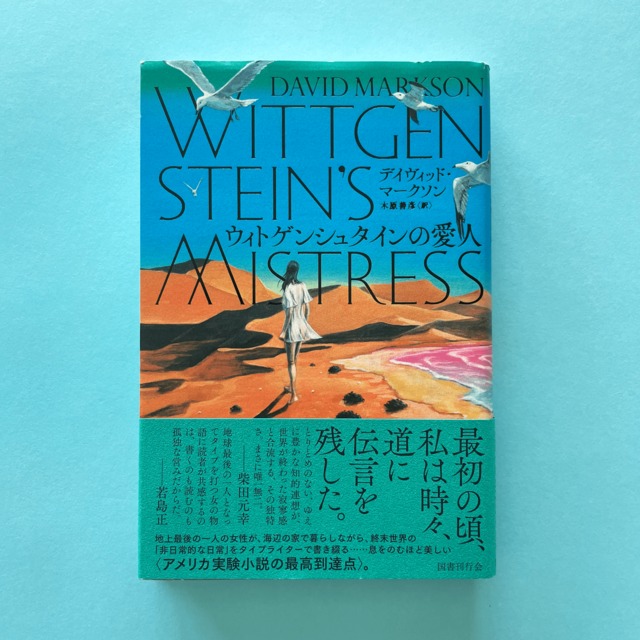 DAVID MARKSON
WITTGEN
STEIN'S
MISTRESS
デイヴィッド・
マークソン
木原善彦〈訳〉
ウィトゲンシュタインの愛人
最初の頃、
私は時々、
道に
伝言を
残した。
とりとめのない、ゆえ
に豊かな知的連想が、
世界が終わった寂寥感
と合流する。その独特
さ、まさに唯一無二。
――柴田元幸
地球最後の一人となっ
てタイプを打つ女の物
語に読者が共感するの
は、書くのも読むのも
孤独な営みだからだ。
――若島正
地上最後の一人の女性が、海辺の家で暮らしながら、終末世界の
「非日常的な日常」をタイプライターで書き綴る……息をのむほど美しい
〈アメリカ実験小説の最高到達点〉。
国書刊行会